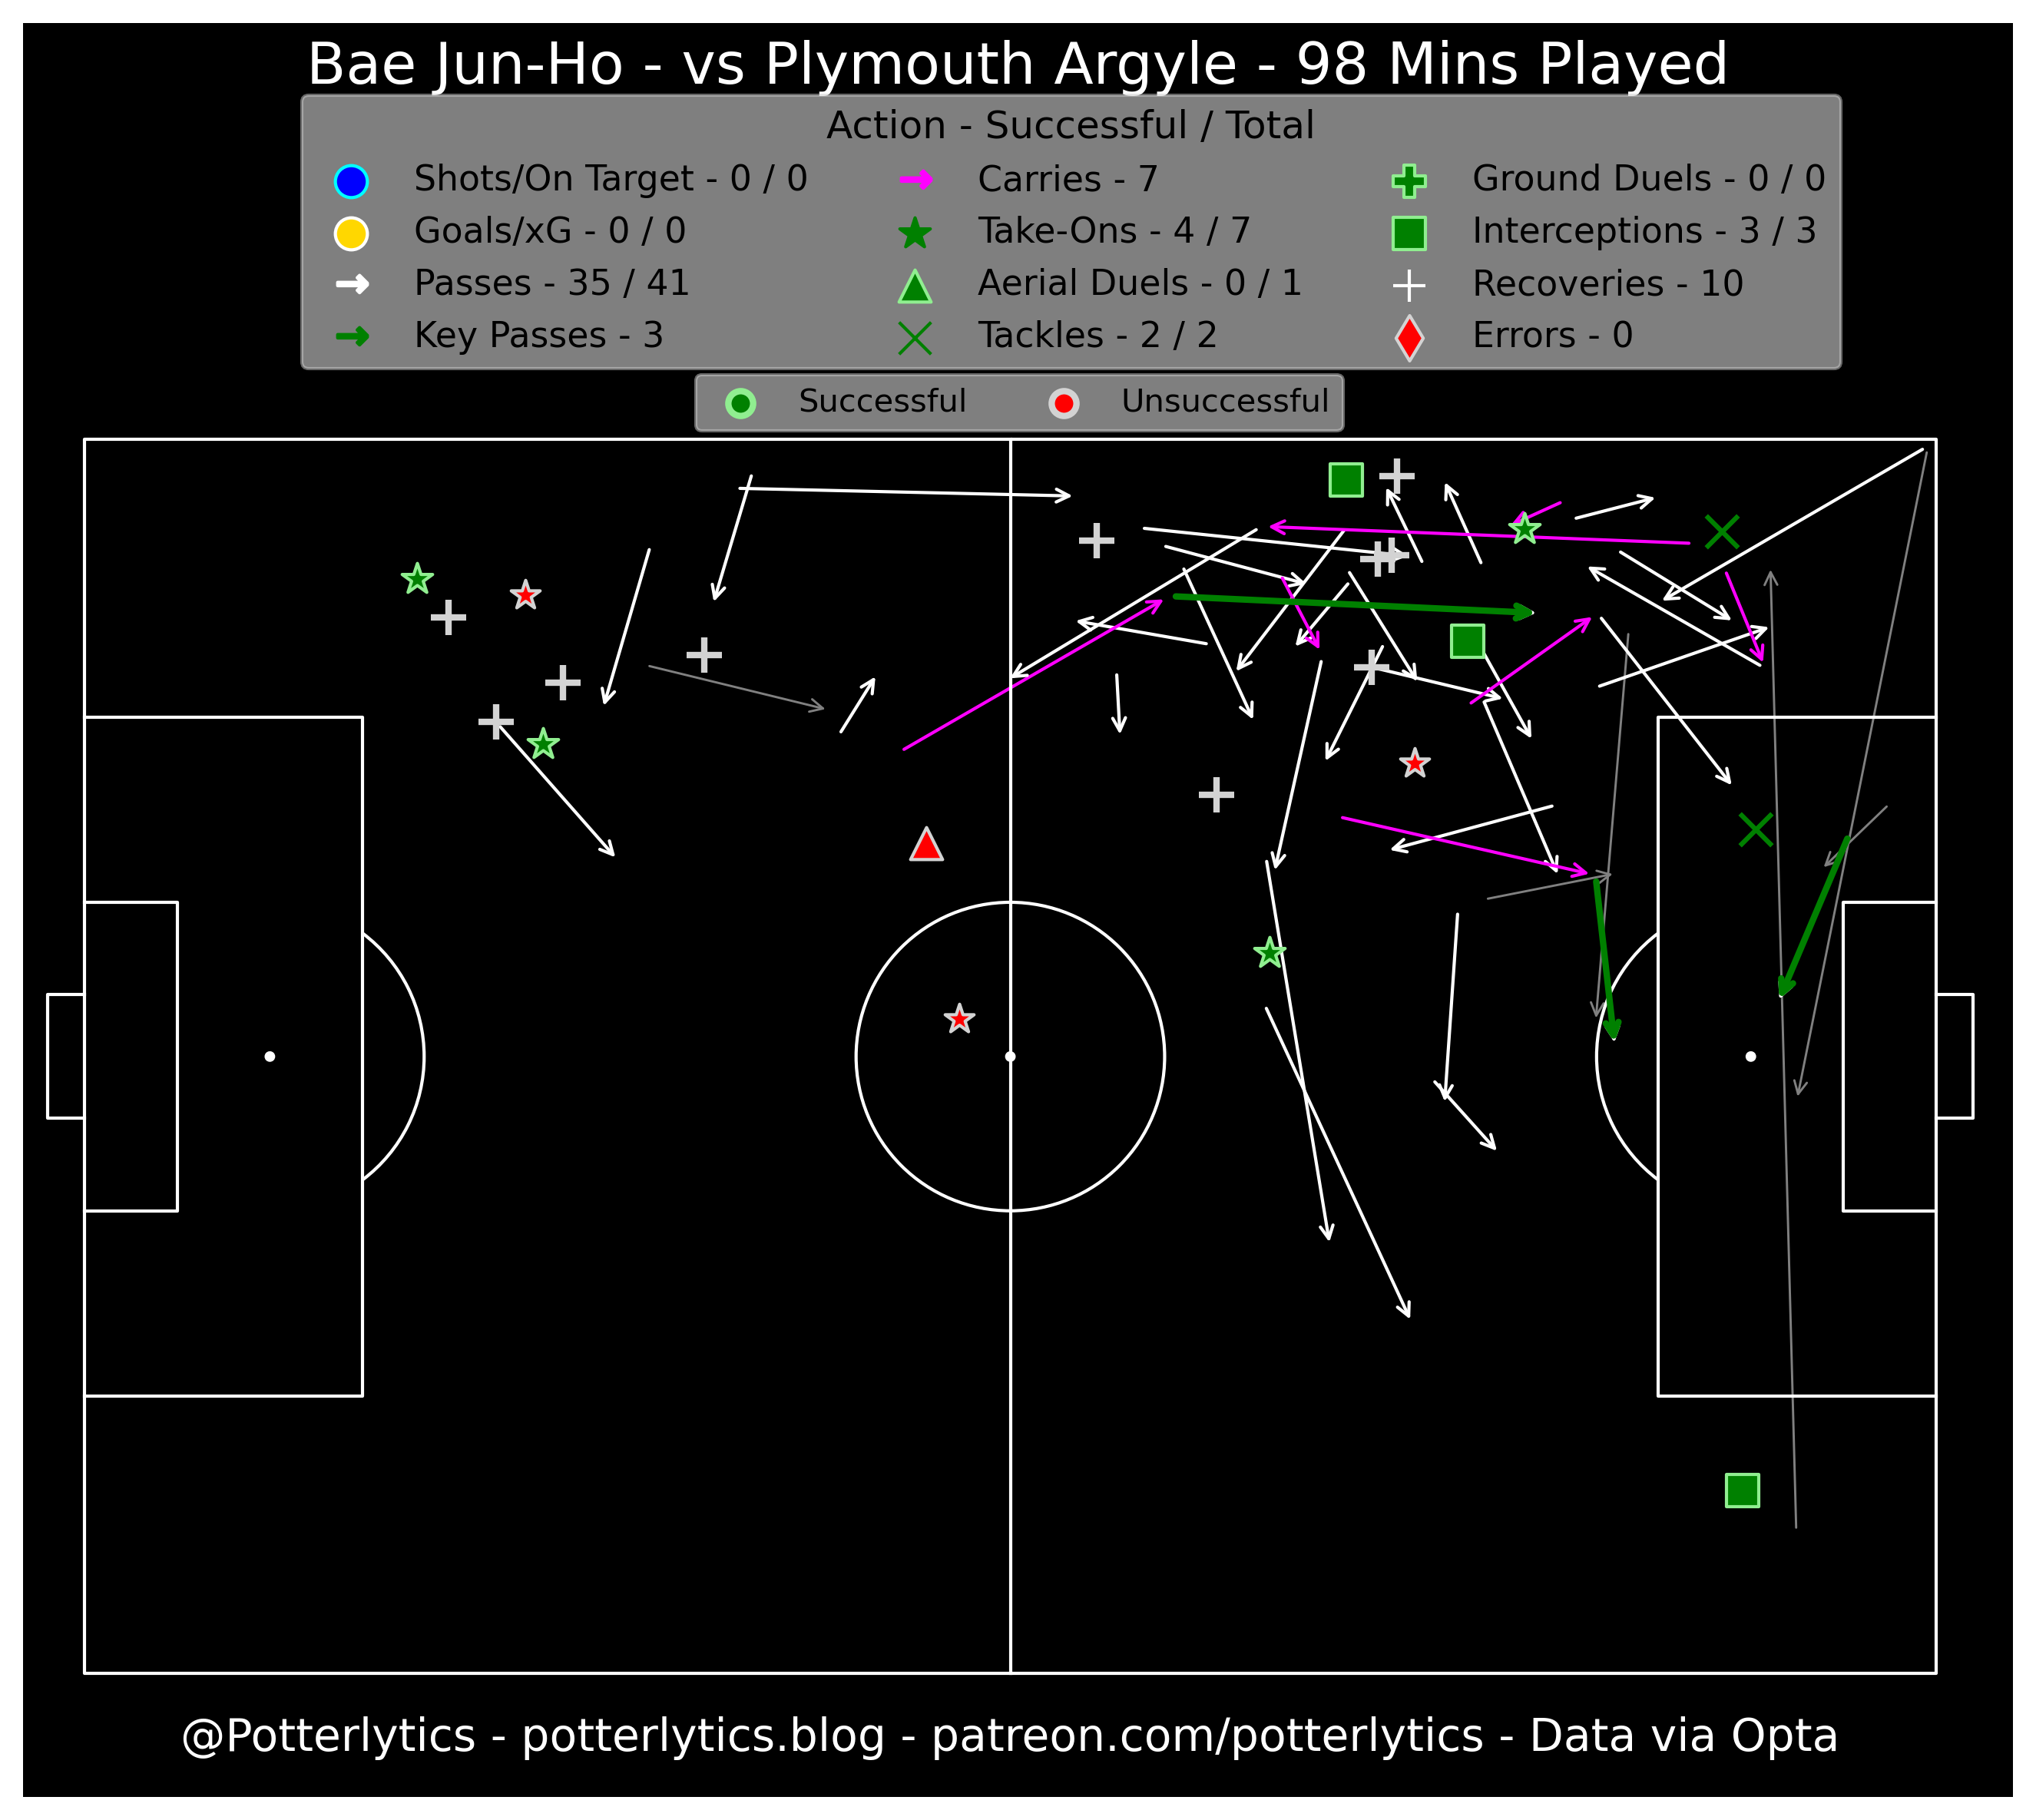 Bae Jun-Ho - vs Plymouth Argyle - 98 Mins Played
Action - Successful / Total
Shots/On Target - 0 / 0
Goals/xG - 0 / 0
Passes - 35 / 41
Key Passes - 3
Carries - 7
Take-Ons - 4 / 7
Aerial Duels - 0 / 1
Tackles - 2 / 2
Ground Duels - 0 / 0
Interceptions - 3 / 3
Recoveries - 10
Errors - 0
Successful
Unsuccessful
@Potterlytics - potterlytics.blog - patreon.com/potterlytics - Data via Opta